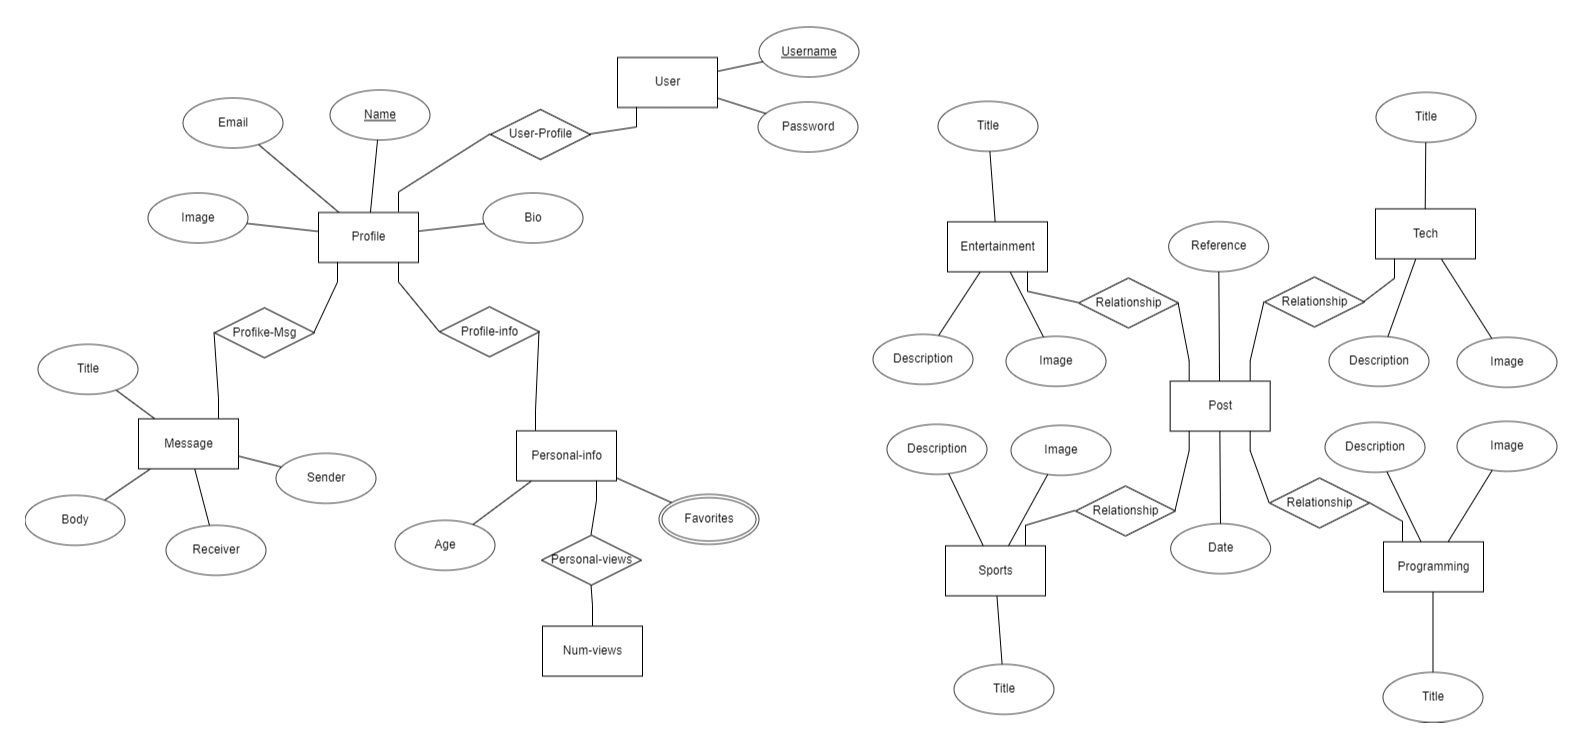 Username
User
Password
User-Profile
Name
Email
Image
Bio
Profile
Profike-Msg
Profile-info
Title
Message
Sender
Body
Receiver
Personal-info
Favorites
Age
Personal-views
Num-views
Title
Title
Entertainment
Reference
Tech
Relationship
Relationship
Description
Image
Description
Image
Post
Description
Image
Description
Image
Relationship
Relationship
Date
Sports
Programming
Title
Title